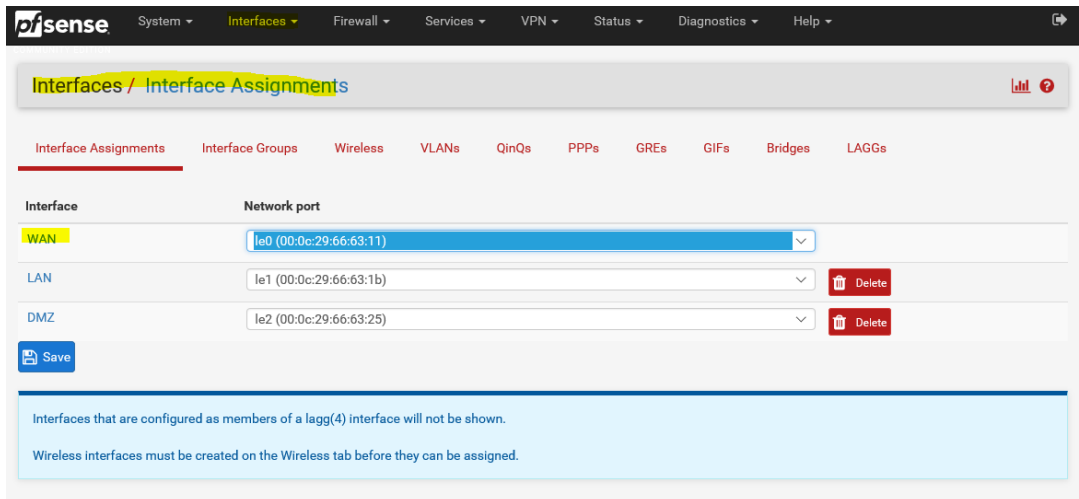 pfsense System Interfaces Firewall Services VPN Status Diagnostics Help
Interfaces / Interface Assignments
Interface Assignments Interface Groups Wireless VLANs QinQs PPPs GREs GIFs Bridges LAGGs
Interface Network port
WAN le0 (00:0c:29:66:63:11)
LAN le1 (00:0c:29:66:63:1b) Delete
DMZ le2 (00:0c:29:66:63:25) Delete
Save
Interfaces that are configured as members of a lagg(4) interface will not be shown.
Wireless interfaces must be created on the Wireless tab before they can be assigned.